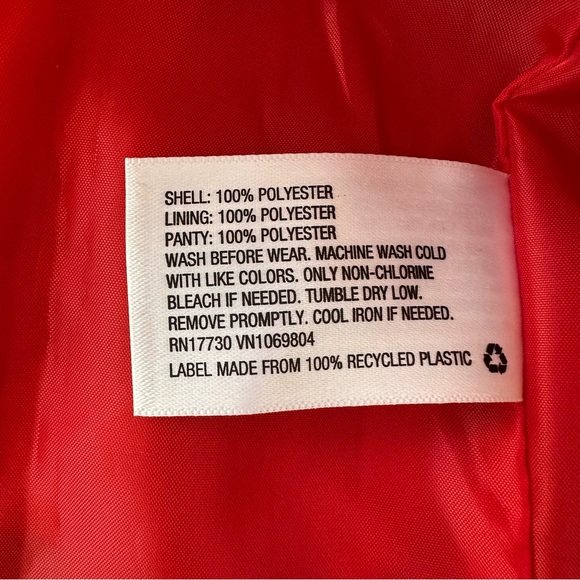 SHELL: 100% POLYESTER
LINING: 100% POLYESTER
PANTY: 100% POLYESTER
WASH BEFORE WEAR. MACHINE WASH COLD
WITH LIKE COLORS. ONLY NON-CHLORINE
BLEACH IF NEEDED. TUMBLE DRY LOW.
REMOVE PROMPTLY. COOL IRON IF NEEDED.
RN17730 VN1069804
LABEL MADE FROM 100% RECYCLED PLASTIC